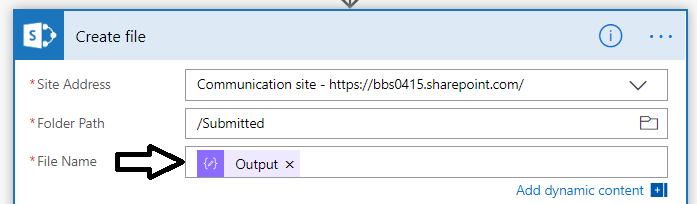 Create file
*Site Address
Communication site - https://bbs0415.sharepoint.com/
*Folder Path
/Submitted
*File Name
Output ×
Add dynamic content